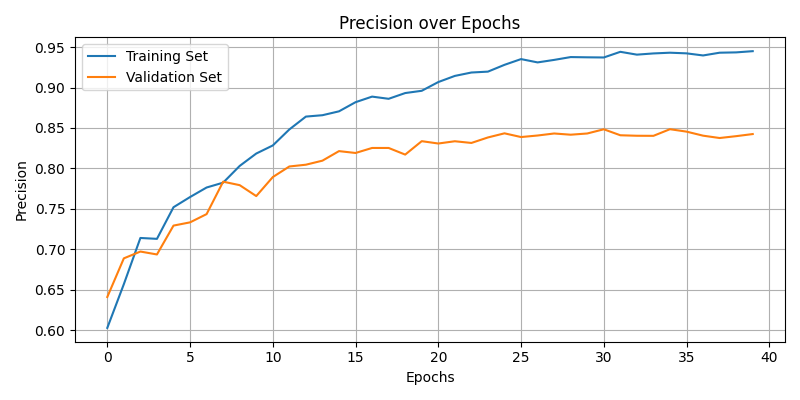 Precision over Epochs
Training Set
Validation Set
Precision
0.95
0.90
0.85
0.80
0.75
0.70
0.65
0.60
0 5 10 15 20 25 30 35 40
Epochs